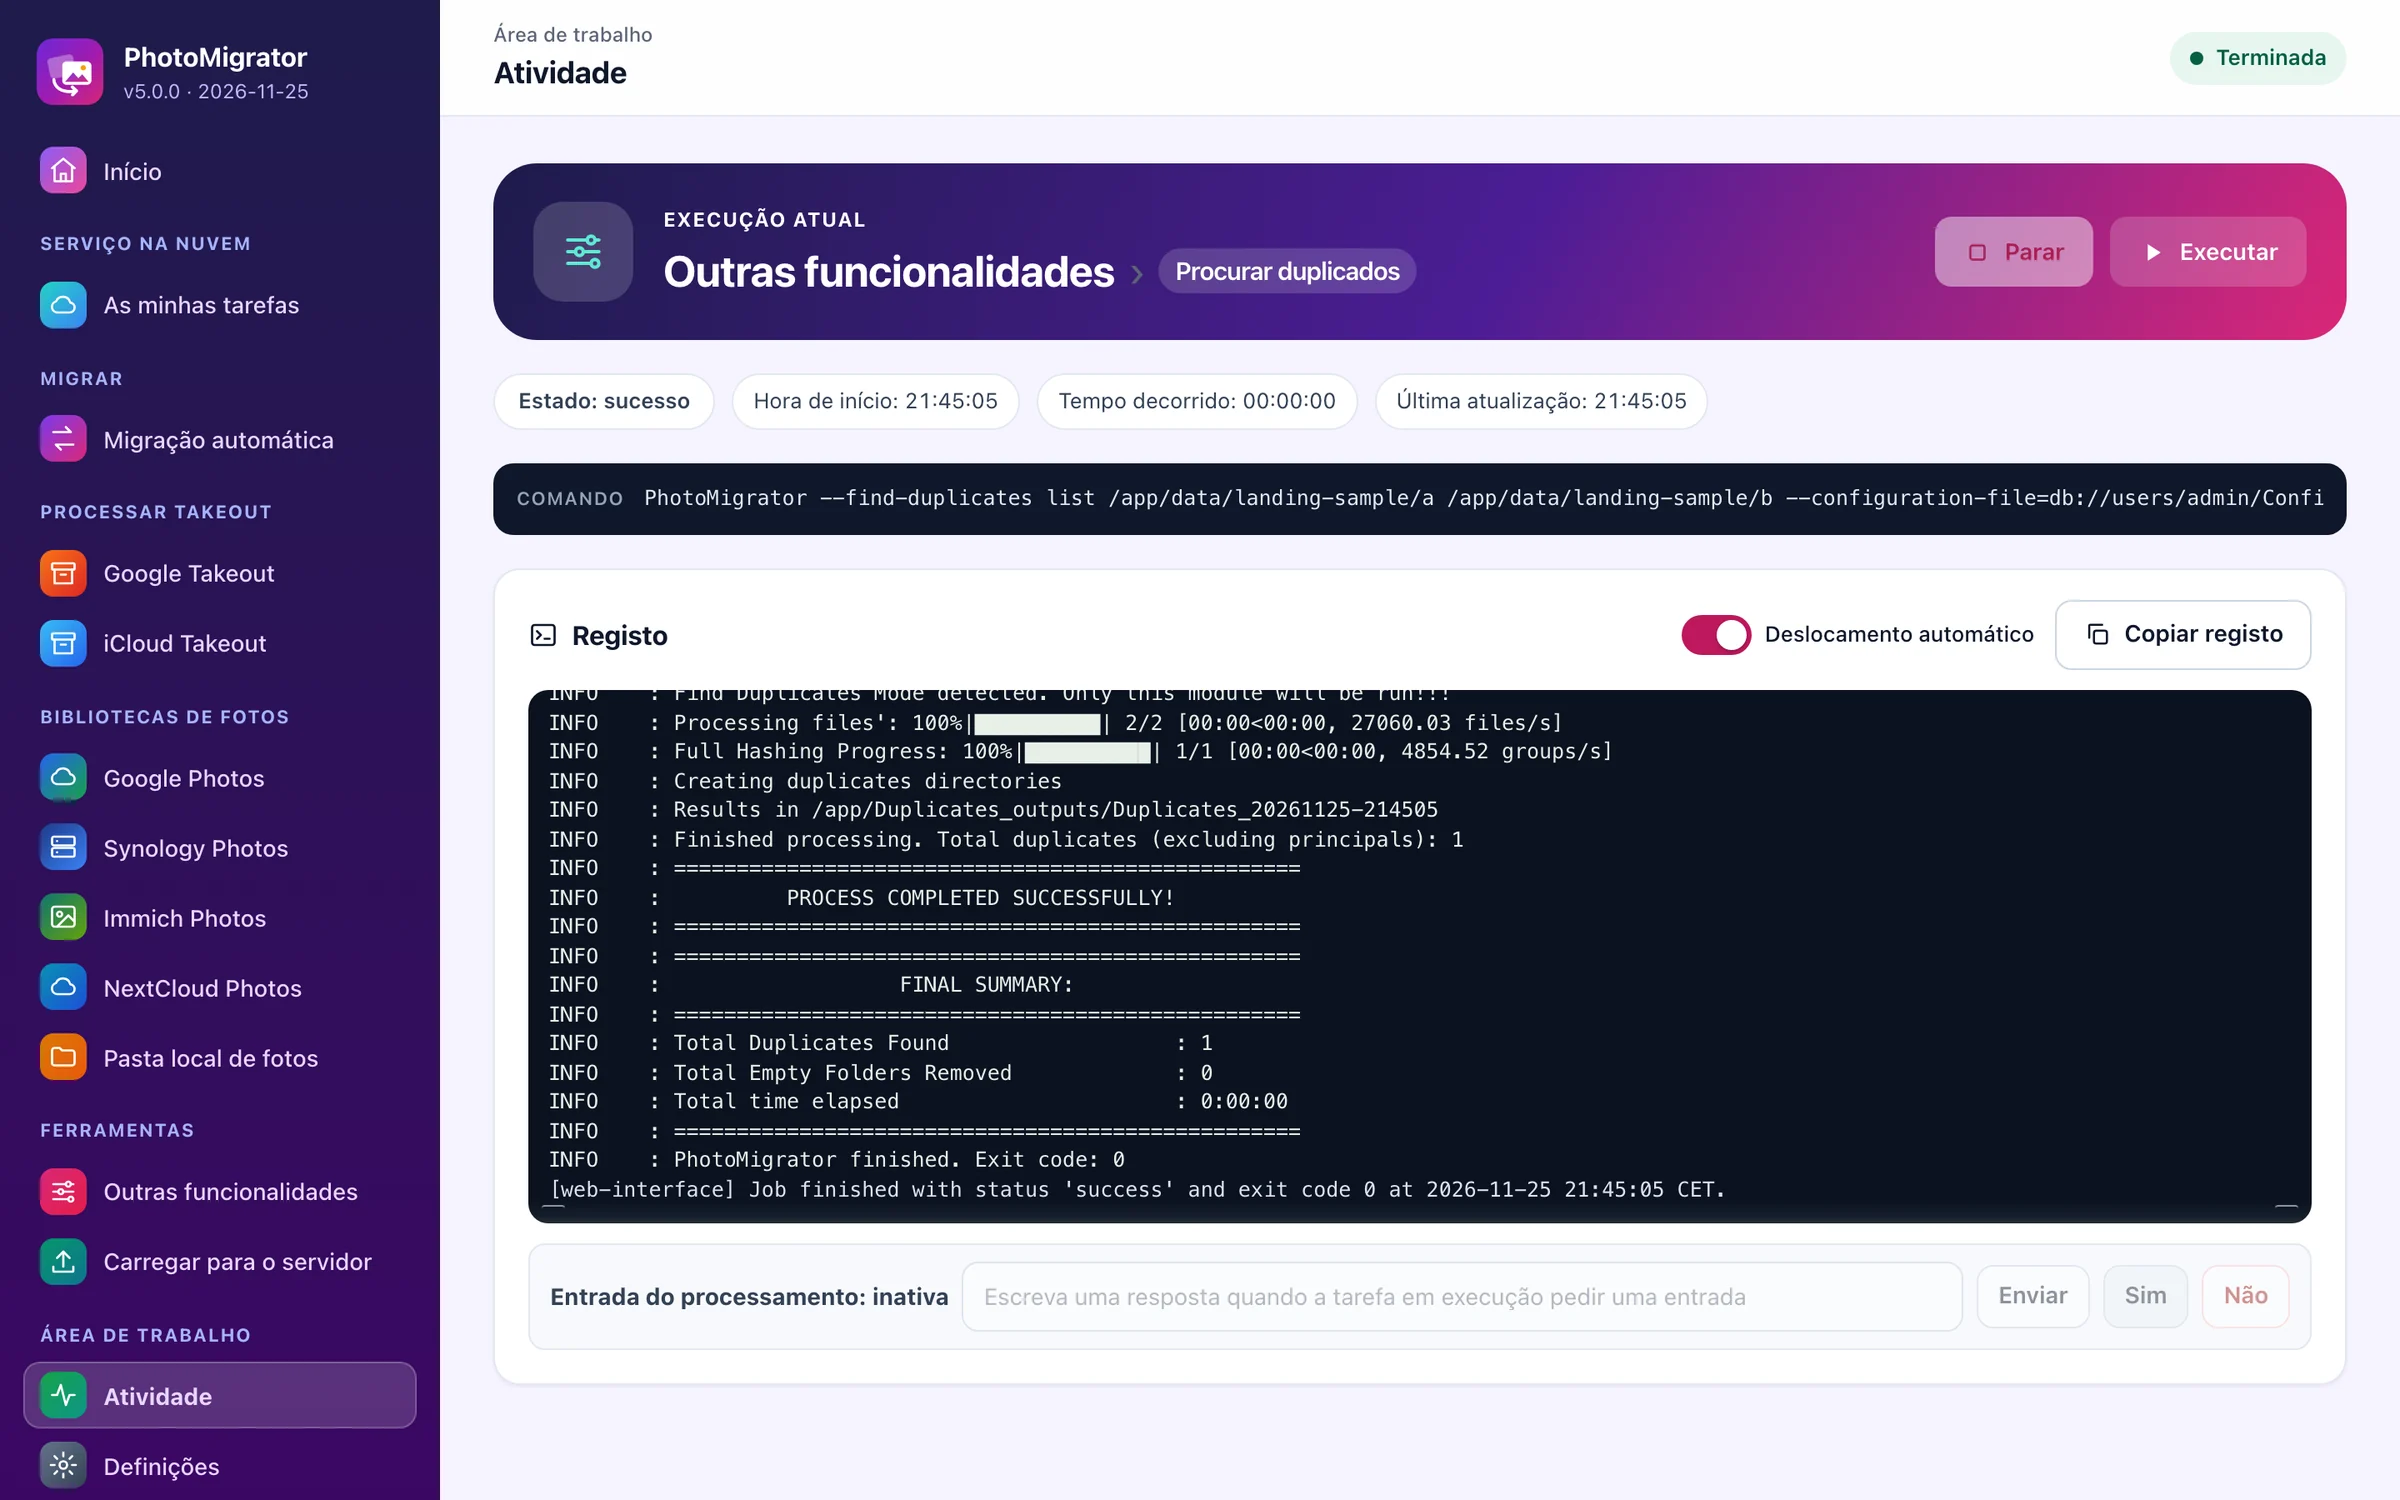 PhotoMigrator
v5.0.0 · 2026-11-25
Início
SERVIÇO NA NUVEM
As minhas tarefas
MIGRAR
Migração automática
PROCESSAR TAKEOUT
Google Takeout
iCloud Takeout
BIBLIOTECAS DE FOTOS
Google Photos
Synology Photos
Immich Photos
NextCloud Photos
Pasta local de fotos
FERRAMENTAS
Outras funcionalidades
Carregar para o servidor
ÁREA DE TRABALHO
Atividade
Definições
Área de trabalho
Atividade
Terminada
EXECUÇÃO ATUAL
Outras funcionalidades › Procurar duplicados
Parar
Executar
Estado: sucesso
Hora de início: 21:45:05
Tempo decorrido: 00:00:00
Última atualização: 21:45:05
COMANDO PhotoMigrator --find-duplicates list /app/data/landing-sample/a /app/data/landing-sample/b --configuration-file=db://users/admin/Confi
Registo
Deslocamento automático
Copiar registo
INFO : Find Duplicates Mode detected. Only this module will be run!!!
INFO : Processing files': 100%|██████████| 2/2 [00:00<00:00, 27060.03 files/s]
INFO : Full Hashing Progress: 100%|██████████| 1/1 [00:00<00:00, 4854.52 groups/s]
INFO : Creating duplicates directories
INFO : Results in /app/Duplicates_outputs/Duplicates_20261125-214505
INFO : Finished processing. Total duplicates (excluding principals): 1
INFO : ==================================================
INFO : PROCESS COMPLETED SUCCESSFULLY!
INFO : ==================================================
INFO : ==================================================
INFO : FINAL SUMMARY:
INFO : ==================================================
INFO : Total Duplicates Found : 1
INFO : Total Empty Folders Removed : 0
INFO : Total time elapsed : 0:00:00
INFO : ==================================================
INFO : PhotoMigrator finished. Exit code: 0
[web-interface] Job finished with status 'success' and exit code 0 at 2026-11-25 21:45:05 CET.
Entrada do processamento: inativa
Escreva uma resposta quando a tarefa em execução pedir uma entrada
Enviar
Sim
Não